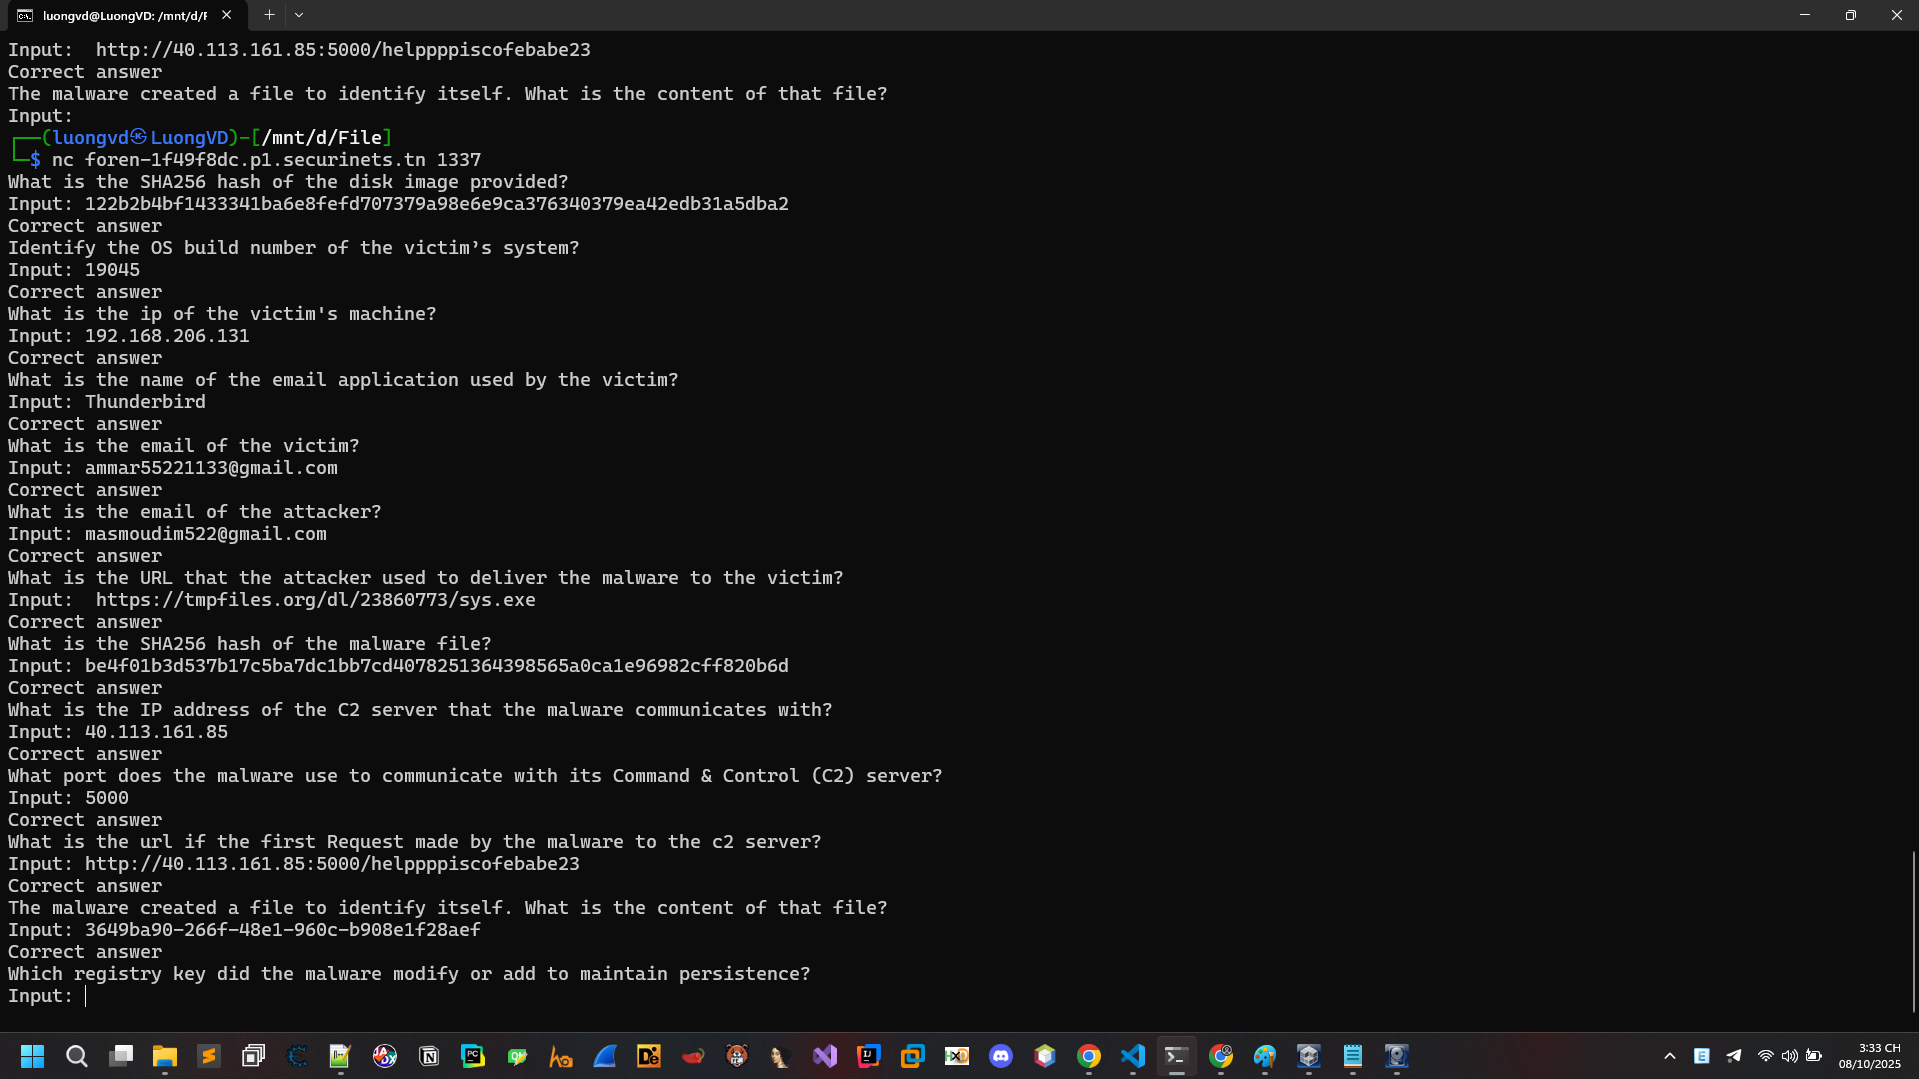 luongvd@LuongVD: /mnt/d/F
Input:  http://40.113.161.85:5000/helppppiscofebabe23
Correct answer
The malware created a file to identify itself. What is the content of that file?
Input:
┌──(luongvd㉿LuongVD)-[/mnt/d/File]
└─$ nc foren-1f49f8dc.p1.securinets.tn 1337
What is the SHA256 hash of the disk image provided?
Input: 122b2b4bf1433341ba6e8fefd707379a98e6e9ca376340379ea42edb31a5dba2
Correct answer
Identify the OS build number of the victim’s system?
Input: 19045
Correct answer
What is the ip of the victim's machine?
Input: 192.168.206.131
Correct answer
What is the name of the email application used by the victim?
Input: Thunderbird
Correct answer
What is the email of the victim?
Input: ammar55221133@gmail.com
Correct answer
What is the email of the attacker?
Input: masmoudim522@gmail.com
Correct answer
What is the URL that the attacker used to deliver the malware to the victim?
Input:  https://tmpfiles.org/dl/23860773/sys.exe
Correct answer
What is the SHA256 hash of the malware file?
Input: be4f01b3d537b17c5ba7dc1bb7cd4078251364398565a0ca1e96982cff820b6d
Correct answer
What is the IP address of the C2 server that the malware communicates with?
Input: 40.113.161.85
Correct answer
What port does the malware use to communicate with its Command & Control (C2) server?
Input: 5000
Correct answer
What is the url if the first Request made by the malware to the c2 server?
Input: http://40.113.161.85:5000/helppppiscofebabe23
Correct answer
The malware created a file to identify itself. What is the content of that file?
Input: 3649ba90-266f-48e1-960c-b908e1f28aef
Correct answer
Which registry key did the malware modify or add to maintain persistence?
Input:
3:33 CH
08/10/2025